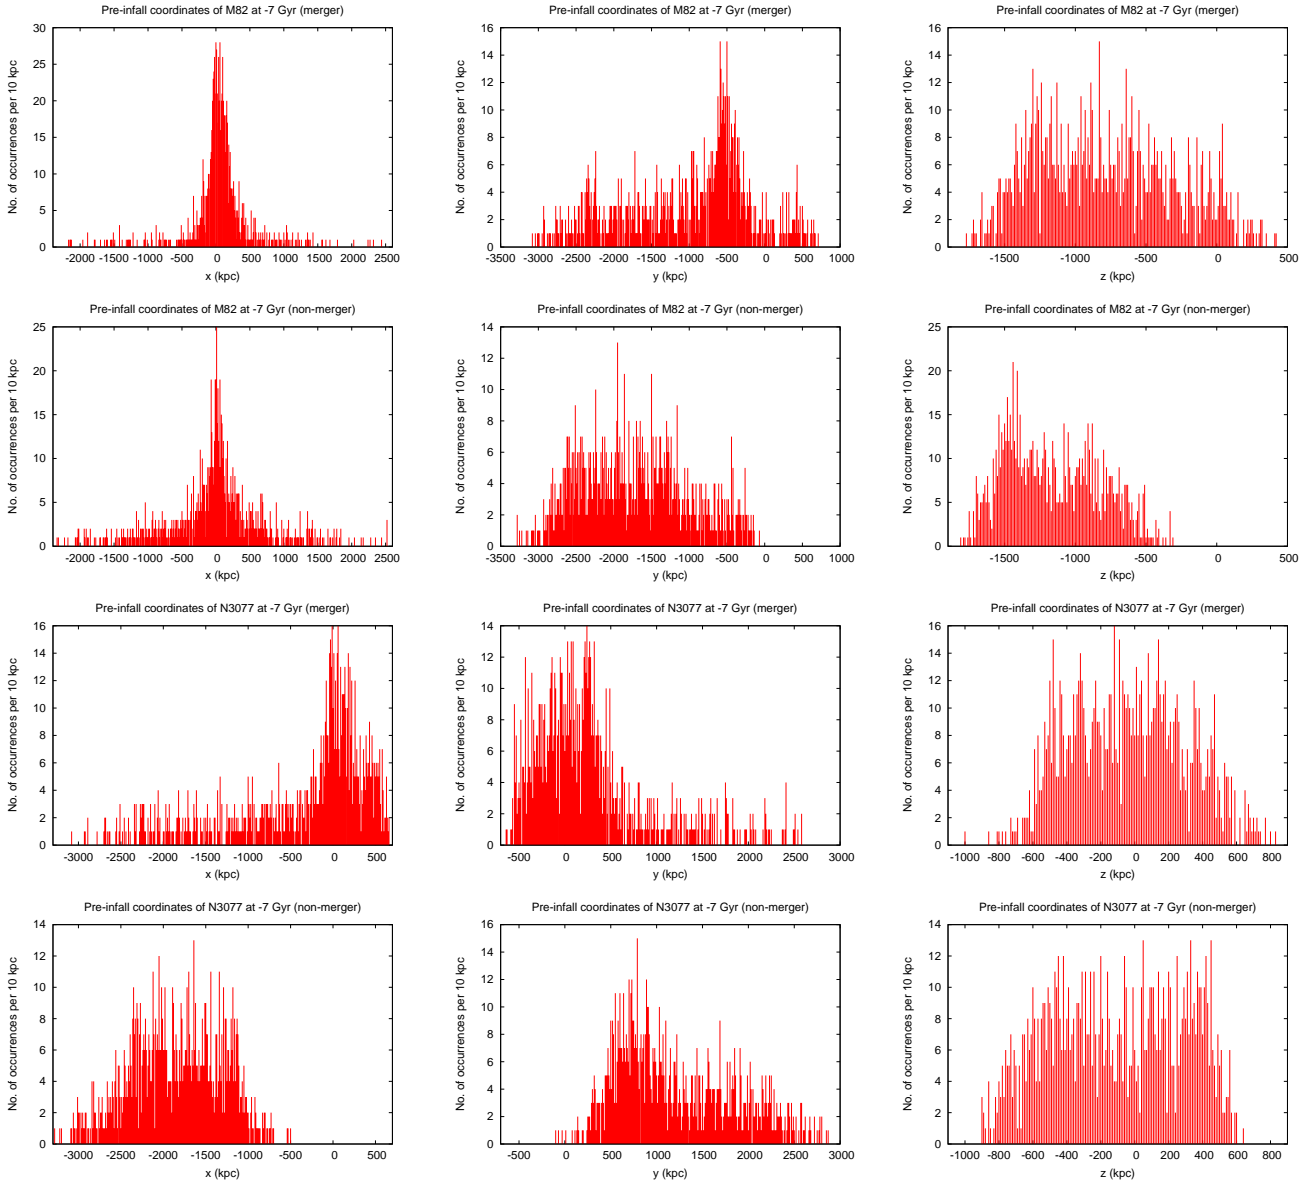 Pre-infall coordinates of M82 at -7 Gyr (merger)
No. of occurrences per 10 kpc
30
25
20
15
10
5
0
-2000 -1500 -1000 -500 0 500 1000 1500 2000 2500
x (kpc)
Pre-infall coordinates of M82 at -7 Gyr (merger)
No. of occurrences per 10 kpc
16
14
12
10
8
6
4
2
0
-3500 -3000 -2500 -2000 -1500 -1000 -500 0 500 1000
y (kpc)
Pre-infall coordinates of M82 at -7 Gyr (merger)
No. of occurrences per 10 kpc
16
14
12
10
8
6
4
2
0
-1500 -1000 -500 0 500
z (kpc)
Pre-infall coordinates of M82 at -7 Gyr (non-merger)
No. of occurrences per 10 kpc
25
20
15
10
5
0
-2000 -1500 -1000 -500 0 500 1000 1500 2000 2500
x (kpc)
Pre-infall coordinates of M82 at -7 Gyr (non-merger)
No. of occurrences per 10 kpc
14
12
10
8
6
4
2
0
-3500 -3000 -2500 -2000 -1500 -1000 -500 0 500 1000
y (kpc)
Pre-infall coordinates of M82 at -7 Gyr (non-merger)
No. of occurrences per 10 kpc
25
20
15
10
5
0
-1500 -1000 -500 0 500
z (kpc)
Pre-infall coordinates of N3077 at -7 Gyr (merger)
No. of occurrences per 10 kpc
16
14
12
10
8
6
4
2
0
-3000 -2500 -2000 -1500 -1000 -500 0 500
x (kpc)
Pre-infall coordinates of N3077 at -7 Gyr (merger)
No. of occurrences per 10 kpc
14
12
10
8
6
4
2
0
-500 0 500 1000 1500 2000 2500 3000
y (kpc)
Pre-infall coordinates of N3077 at -7 Gyr (merger)
No. of occurrences per 10 kpc
16
14
12
10
8
6
4
2
0
-1000 -800 -600 -400 -200 0 200 400 600 800
z (kpc)
Pre-infall coordinates of N3077 at -7 Gyr (non-merger)
No. of occurrences per 10 kpc
14
12
10
8
6
4
2
0
-3000 -2500 -2000 -1500 -1000 -500 0 500
x (kpc)
Pre-infall coordinates of N3077 at -7 Gyr (non-merger)
No. of occurrences per 10 kpc
16
14
12
10
8
6
4
2
0
-500 0 500 1000 1500 2000 2500 3000
y (kpc)
Pre-infall coordinates of N3077 at -7 Gyr (non-merger)
No. of occurrences per 10 kpc
14
12
10
8
6
4
2
0
-1000 -800 -600 -400 -200 0 200 400 600 800
z (kpc)